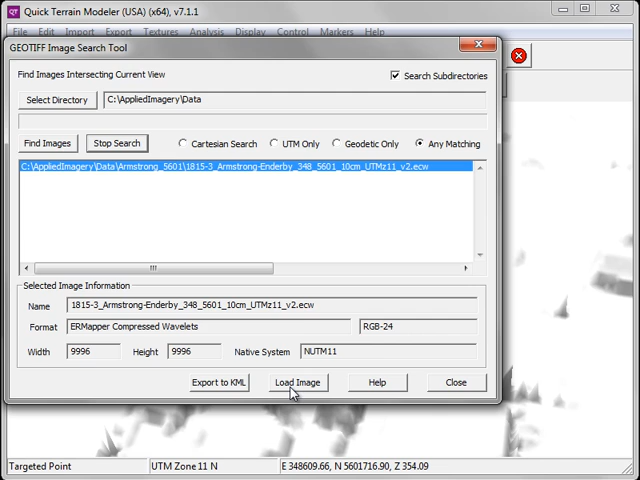 QT Quick Terrain Modeler (USA) (x64), v7.1.1
File Edit Import Export Textures Analysis Display Control Markers Help
GEOTIFF Image Search Tool
Find Images Intersecting Current View
Search Subdirectories
Select Directory C:\AppliedImagery\Data
Find Images Stop Search Cartesian Search UTM Only Geodetic Only Any Matching
C:\AppliedImagery\Data\Armstrong_5601\1815-3_Armstrong-Enderby_348_5601_10cm_UTMz11_v2.ecw
Selected Image Information
Name 1815-3_Armstrong-Enderby_348_5601_10cm_UTMz11_v2.ecw
Format ERMapper Compressed Wavelets RGB-24
Width 9996 Height 9996 Native System NUTM11
Export to KML Load Image Help Close
Targeted Point UTM Zone 11 N E 348609.66, N 5601716.90, Z 354.09